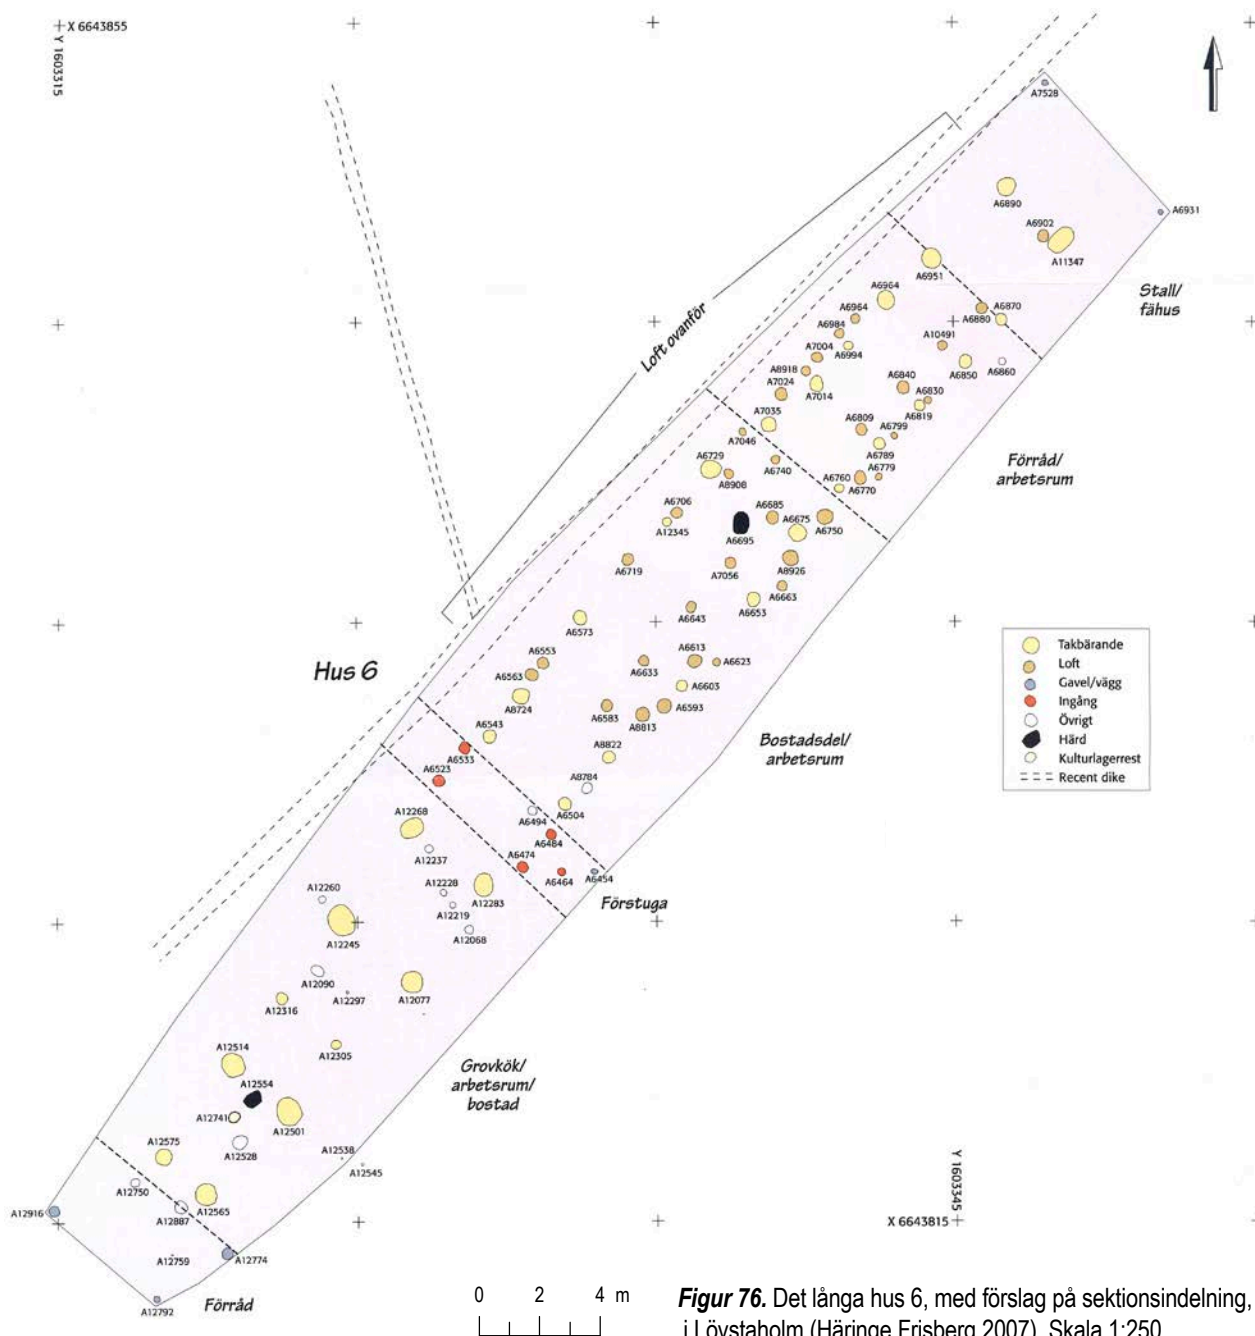 X 6643855
Y 1603315
A7528
A6890
A6931
A6902
A11347
A6951
Stall/
fähus
A6964
A6870
A6964
A6880
Loft ovanför
A6984
A10491
A6994
A7004
A6860
A8918
A6850
A7024
A7014
A6840
A6830
A7035
A6819
A6809
A6799
A7046
A6729
A6740
A6789
A6779
A8908
A6760
A6770
Förråd/
arbetsrum
A6706
A6685
A6675
A12345
A6750
A6695
A6719
A7056
A8926
A6663
A6653
A6643
A6573
Takbärande
Loft
Gavel/vägg
Ingång
Övrigt
Härd
Kulturlagerrest
Recent dike
Hus 6
A6553
A6613
A6563
A6633
A6623
A6603
A8724
A6583
A6593
A8813
A6543
Bostadsdel/
arbetsrum
A8822
A6533
A6523
A8784
A12268
A6494
A6504
A6484
A12237
A6474
A6464
A6454
A12228
A12260
A12283
A12219
Förstuga
A12245
A12068
A12090
A12297
A12077
A12316
A12514
A12305
A12554
Grovkök/
arbetsrum/
bostad
A12741
A12501
A12575
A12528
A12538
A12545
A12750
A12565
A12916
A12887
A12759
A12774
Y 1603345
X 6643815
A12792
Förråd
0 2 4 m
Figur 76. Det långa hus 6, med förslag på sektionsindelning,
i Lövstaholm (Häringe Frisberg 2007). Skala 1:250